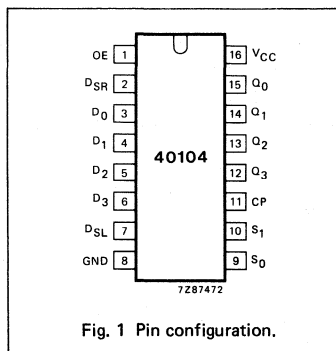 OE 1 16 VCC
DSR 2 15 Q0
D0 3 14 Q1
D1 4 13 Q2
D2 5 40104 12 Q3
D3 6 11 CP
DSL 7 10 S1
GND 8 9 S0
7Z87472
Fig. 1 Pin configuration.